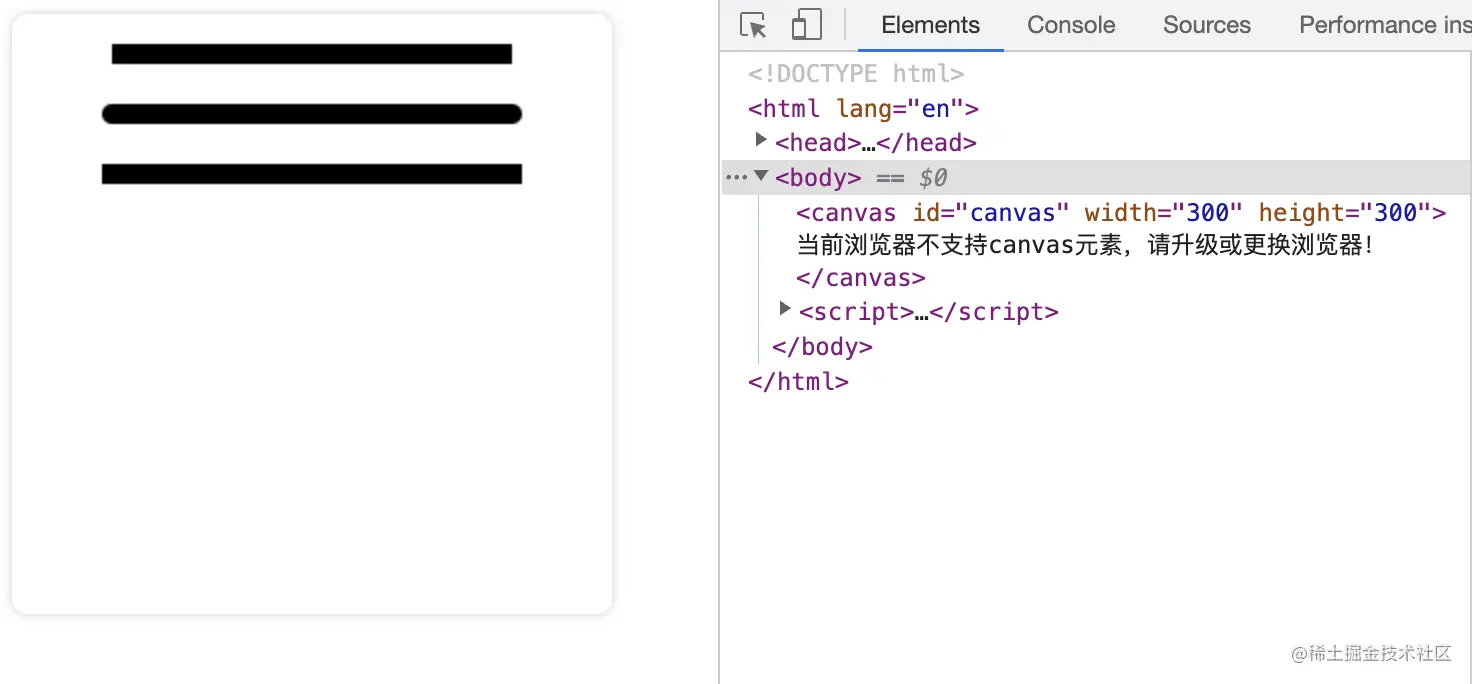 Elements Console Sources Performance ins
<!DOCTYPE html>
<html lang="en">
<head>…</head>
<body> == $0
<canvas id="canvas" width="300" height="300">
当前浏览器不支持canvas元素，请升级或更换浏览器！
</canvas>
<script>…</script>
</body>
</html>
@稀土掘金技术社区